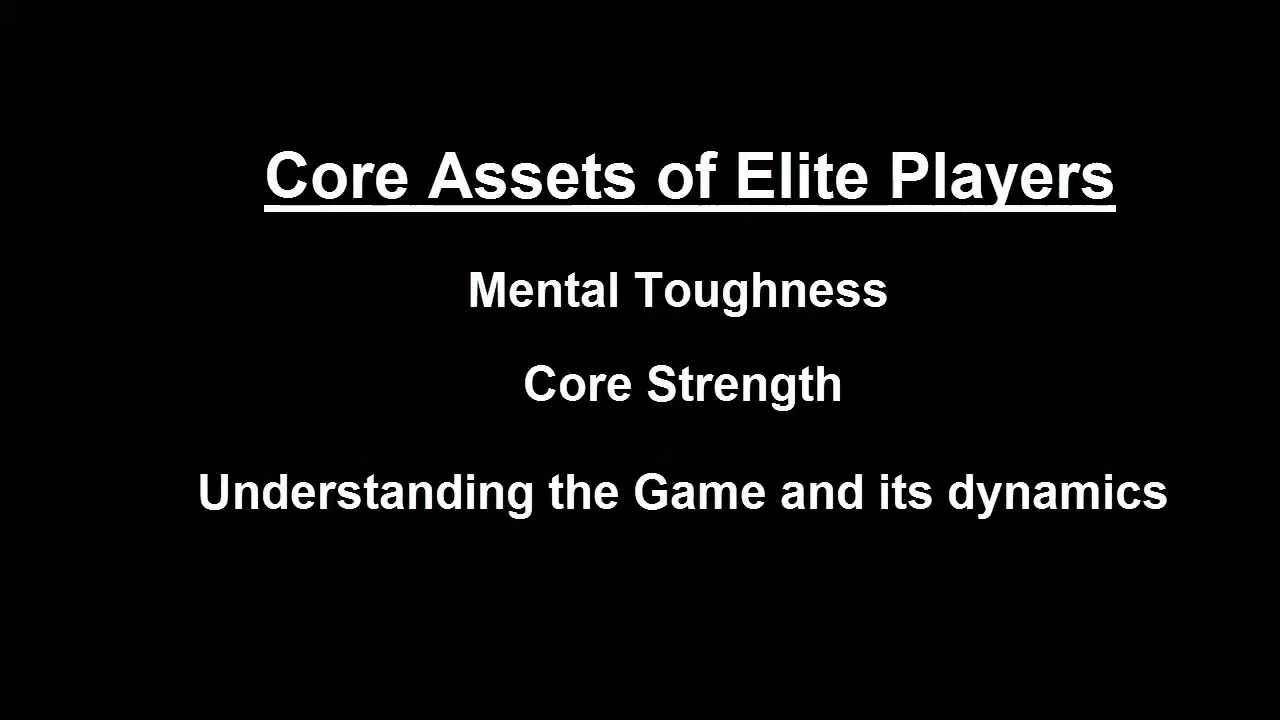 Core Assets of Elite Players
Mental Toughness
Core Strength
Understanding the Game and its dynamics